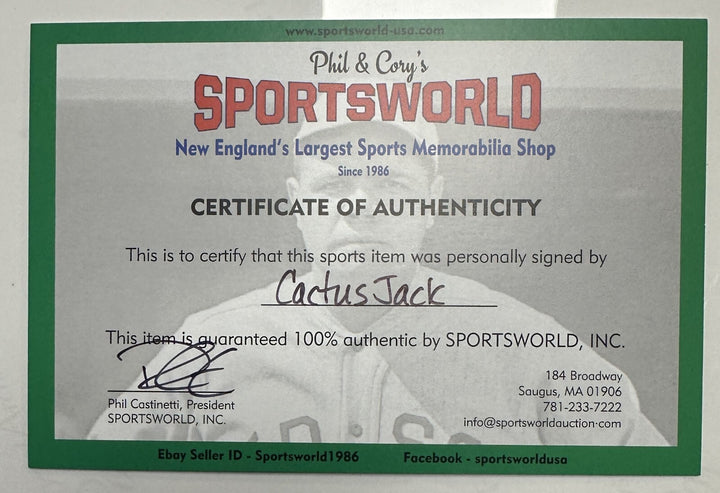 www.sportsworld-usa.com
Phil & Cory's
SPORTSWORLD
New England's Largest Sports Memorabilia Shop
Since 1986
CERTIFICATE OF AUTHENTICITY
This is to certify that this sports item was personally signed by
Cactus Jack
This item is guaranteed 100% authentic by SPORTSWORLD, INC.
Phil Castinetti, President
SPORTSWORLD, INC.
184 Broadway
Saugus, MA 01906
781-233-7222
info@sportsworldauction.com
Ebay Seller ID - Sportsworld1986 Facebook - sportsworldusa